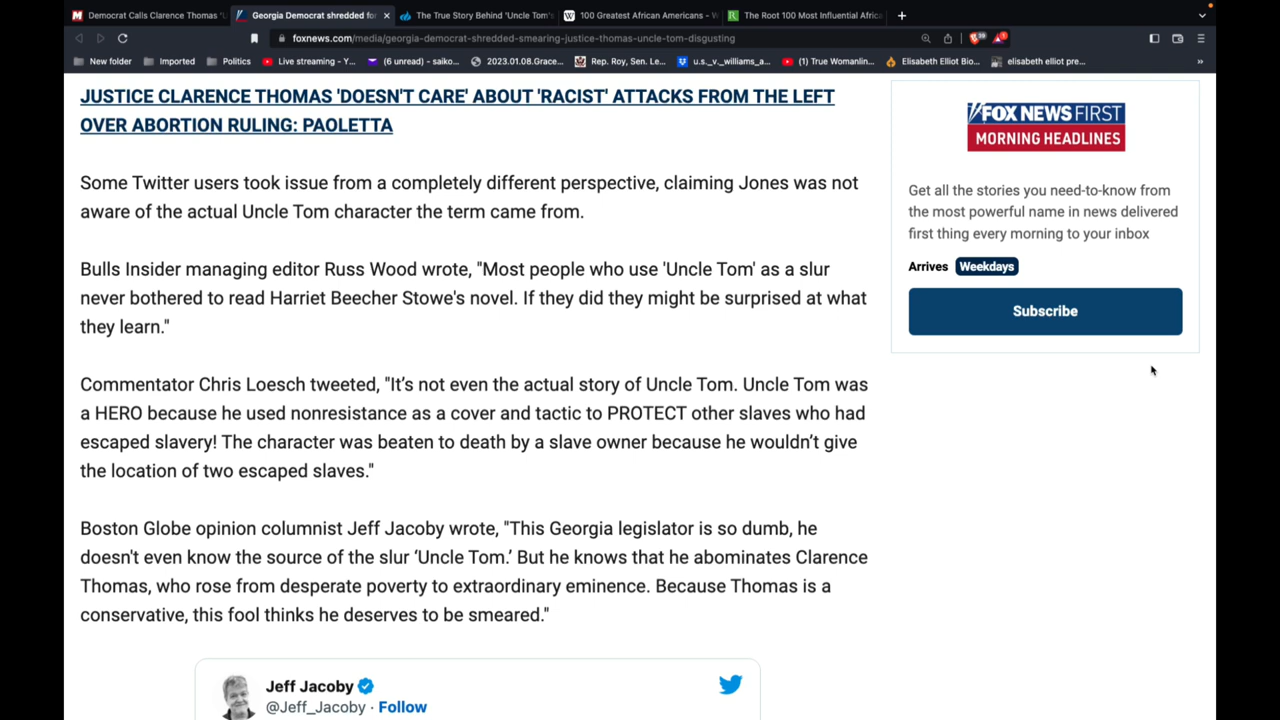 Democrat Calls Clarence Thomas '
Georgia Democrat shredded fo
The True Story Behind 'Uncle Tom's
100 Greatest African Americans - W
The Root 100 Most Influential Africa
foxnews.com/media/georgia-democrat-shredded-smearing-justice-thomas-uncle-tom-disgusting
New folder
Imported
Politics
Live streaming - Y...
(6 unread) - saiko...
2023.01.08.Grace...
Rep. Roy, Sen. Le...
u.s._v._williams_a...
(1) True Womanlin...
Elisabeth Elliot Bio...
elisabeth elliot pre...
»
JUSTICE CLARENCE THOMAS 'DOESN'T CARE' ABOUT 'RACIST' ATTACKS FROM THE LEFT
OVER ABORTION RULING: PAOLETTA
Some Twitter users took issue from a completely different perspective, claiming Jones was not
aware of the actual Uncle Tom character the term came from.
Bulls Insider managing editor Russ Wood wrote, "Most people who use 'Uncle Tom' as a slur
never bothered to read Harriet Beecher Stowe's novel. If they did they might be surprised at what
they learn."
Commentator Chris Loesch tweeted, "It's not even the actual story of Uncle Tom. Uncle Tom was
a HERO because he used nonresistance as a cover and tactic to PROTECT other slaves who had
escaped slavery! The character was beaten to death by a slave owner because he wouldn't give
the location of two escaped slaves."
Boston Globe opinion columnist Jeff Jacoby wrote, "This Georgia legislator is so dumb, he
doesn't even know the source of the slur 'Uncle Tom.' But he knows that he abominates Clarence
Thomas, who rose from desperate poverty to extraordinary eminence. Because Thomas is a
conservative, this fool thinks he deserves to be smeared."
Jeff Jacoby
@Jeff_Jacoby · Follow
FOX NEWS FIRST
MORNING HEADLINES
Get all the stories you need-to-know from
the most powerful name in news delivered
first thing every morning to your inbox
Arrives Weekdays
Subscribe